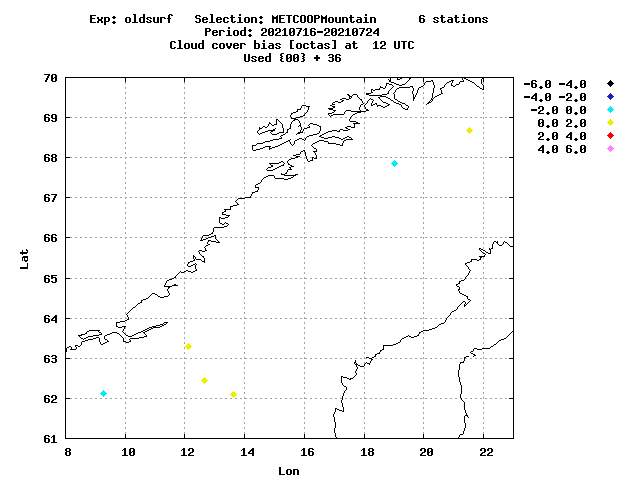 Exp: oldsurf Selection: METCOOPMountain 6 stations
Period: 20210716-20210724
Cloud cover bias [octas] at 12 UTC
Used {00} + 36
-6.0 -4.0
-4.0 -2.0
-2.0 0.0
0.0 2.0
2.0 4.0
4.0 6.0
70
69
68
67
66
65
64
63
62
61
Lat
8 10 12 14 16 18 20 22
Lon